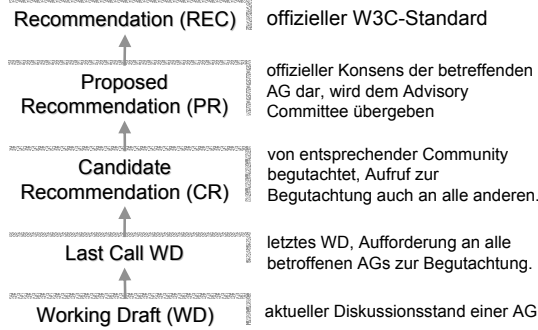 Recommendation (REC)
offizieller W3C-Standard
Proposed
Recommendation (PR)
offizieller Konsens der betreffenden
AG dar, wird dem Advisory
Committee übergeben
Candidate
Recommendation (CR)
von entsprechender Community
begutachtet, Aufruf zur
Begutachtung auch an alle anderen.
Last Call WD
letztes WD, Aufforderung an alle
betroffenen AGs zur Begutachtung.
Working Draft (WD)
aktueller Diskussionsstand einer AG